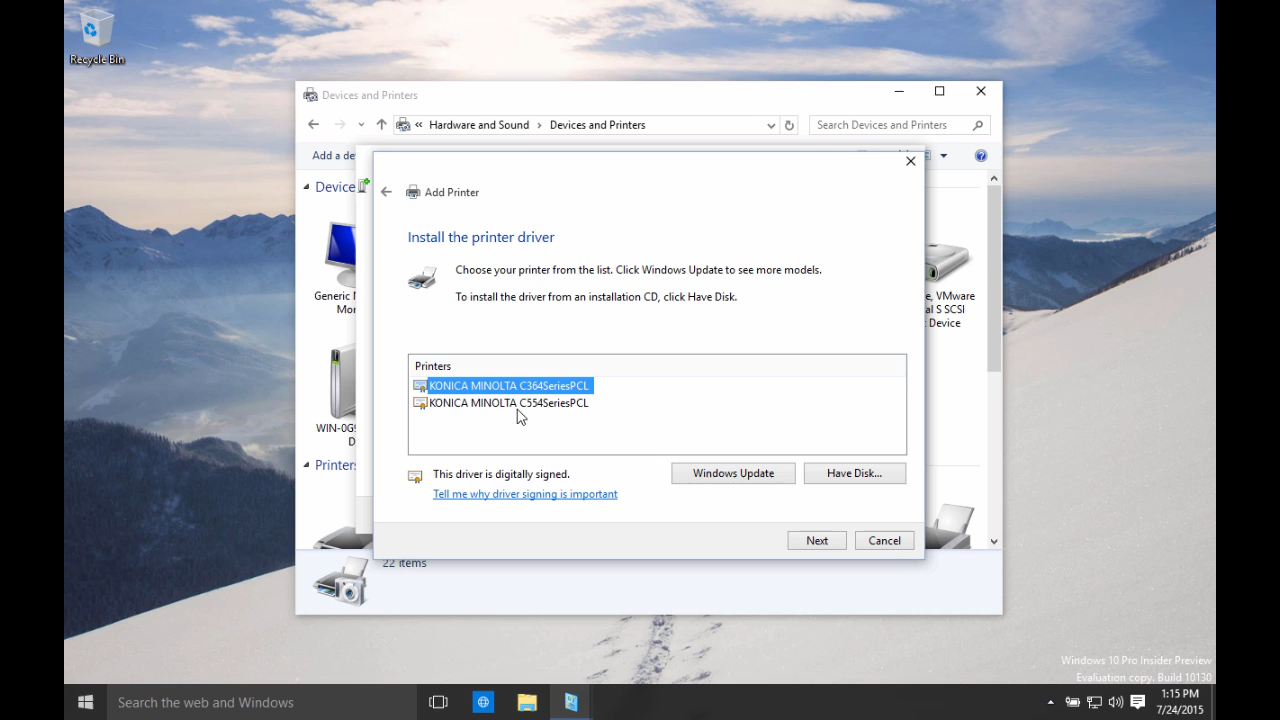 Recycle Bin
Devices and Printers
« Hardware and Sound › Devices and Printers
Search Devices and Printers
Add a de
Add Printer
Device
Install the printer driver
Choose your printer from the list. Click Windows Update to see more models.
To install the driver from an installation CD, click Have Disk.
Generic
Mor
e, VMware
al S SCSI
Device
Printers
KONICA MINOLTA C364SeriesPCL
KONICA MINOLTA C554SeriesPCL
WIN-0G9
D
Printers
This driver is digitally signed.
Windows Update
Have Disk...
Tell me why driver signing is important
Next
Cancel
22 items
Windows 10 Pro Insider Preview
Evaluation copy. Build 10130
Search the web and Windows
1:15 PM
7/24/2015